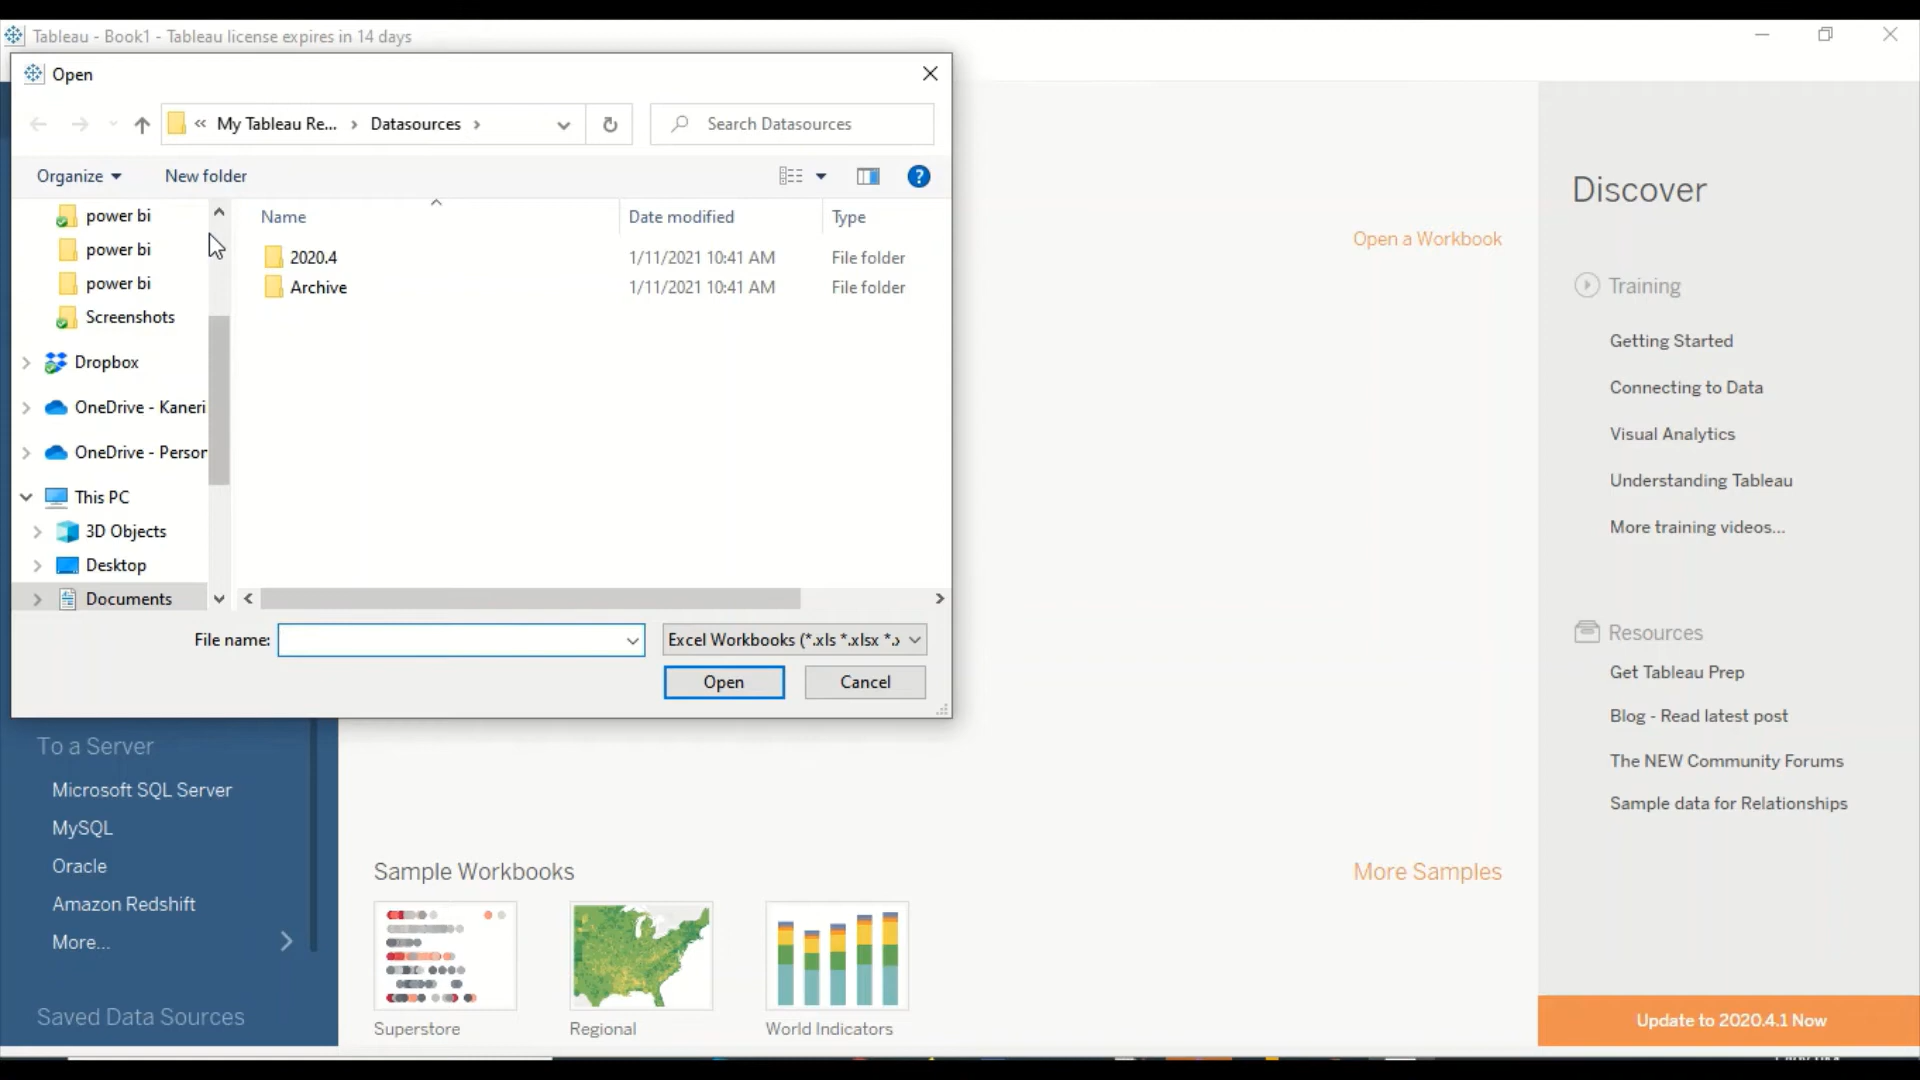 Tableau - Book1 - Tableau license expires in 14 days
Open
« My Tableau Re... › Datasources ›
Search Datasources
Organize
New folder
power bi
power bi
power bi
Screenshots
Dropbox
OneDrive - Kaneri
OneDrive - Person
This PC
3D Objects
Desktop
Documents
Name Date modified Type
2020.4 1/11/2021 10:41 AM File folder
Archive 1/11/2021 10:41 AM File folder
File name:
Excel Workbooks (*.xls *.xlsx *.x
Open
Cancel
To a Server
Microsoft SQL Server
MySQL
Oracle
Amazon Redshift
More...
Saved Data Sources
Open a Workbook
Sample Workbooks
More Samples
Superstore
Regional
World Indicators
Discover
Training
Getting Started
Connecting to Data
Visual Analytics
Understanding Tableau
More training videos...
Resources
Get Tableau Prep
Blog - Read latest post
The NEW Community Forums
Sample data for Relationships
Update to 2020.4.1 Now